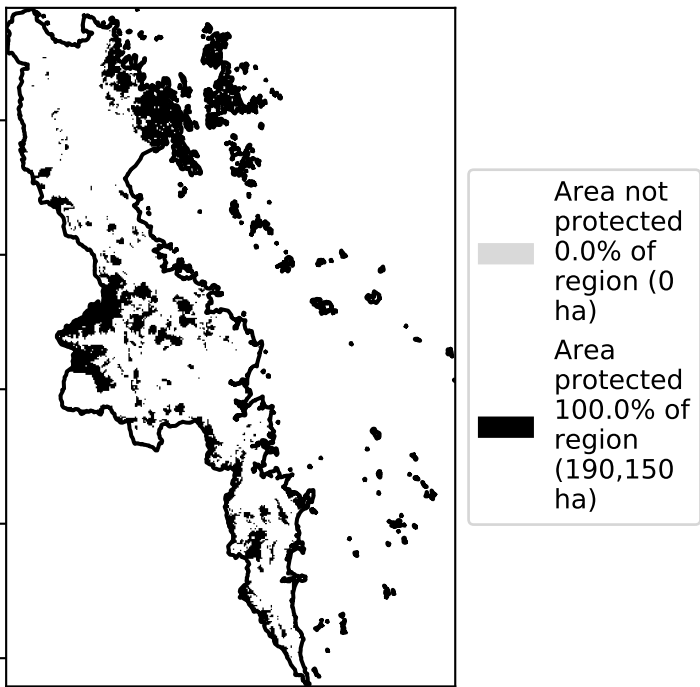 Area not
protected
0.0% of
region (0
ha)
Area
protected
100.0% of
region
(190,150
ha)